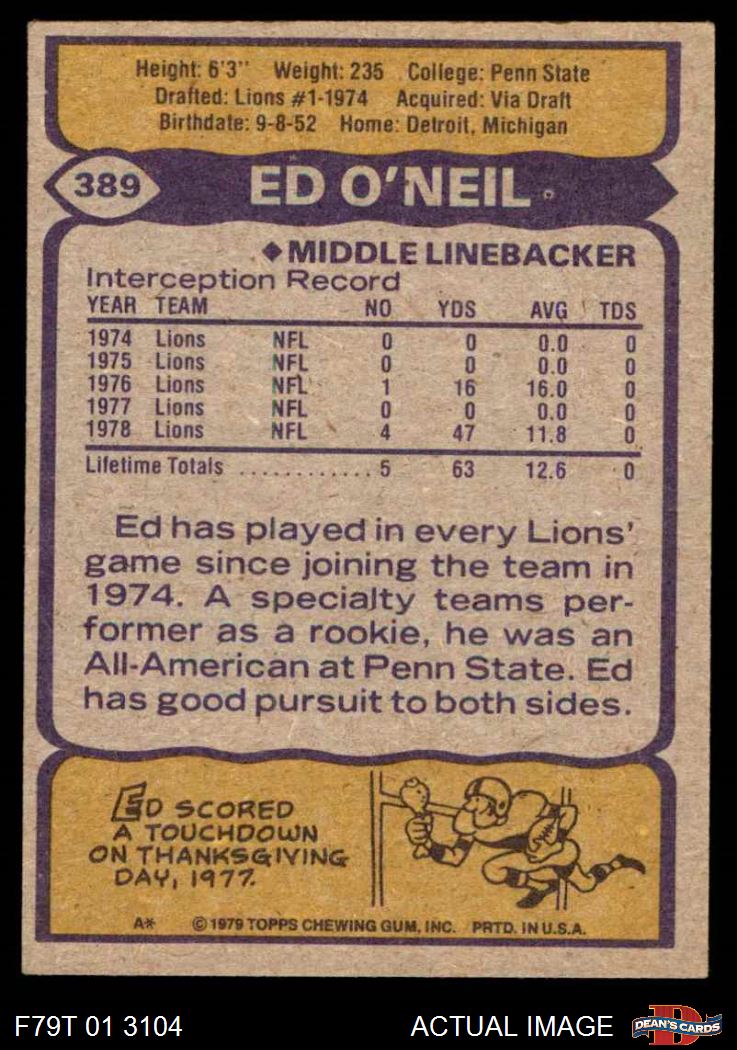 Height: 6'3" Weight: 235 College: Penn State
Drafted: Lions #1-1974 Acquired: Via Draft
Birthdate: 9-8-52 Home: Detroit, Michigan
389 ED O'NEIL
◆MIDDLE LINEBACKER
Interception Record
YEAR TEAM NO YDS AVG TDS
1974 Lions NFL 0 0 0.0 0
1975 Lions NFL 0 0 0.0 0
1976 Lions NFL 1 16 16.0 0
1977 Lions NFL 0 0 0.0 0
1978 Lions NFL 4 47 11.8 0
Lifetime Totals ............ 5 63 12.6 0
Ed has played in every Lions'
game since joining the team in
1974. A specialty teams per-
former as a rookie, he was an
All-American at Penn State. Ed
has good pursuit to both sides.
ED SCORED
A TOUCHDOWN
ON THANKSGIVING
DAY, 1977.
A* © 1979 TOPPS CHEWING GUM, INC. PRTD. IN U.S.A.
F79T 01 3104 ACTUAL IMAGE D DEAN'S CARDS